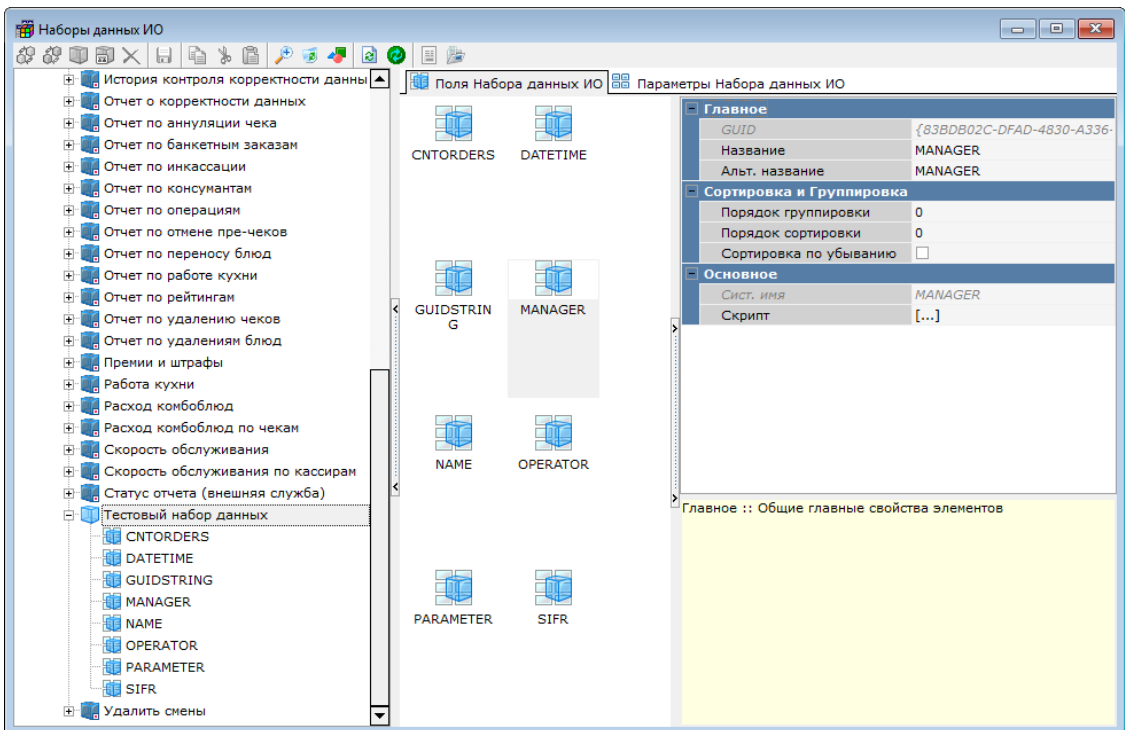 Наборы данных ИО
История контроля корректности данны
Отчет о корректности данных
Отчет по аннуляции чека
Отчет по банкетным заказам
Отчет по инкассации
Отчет по консумантам
Отчет по операциям
Отчет по отмене пре-чеков
Отчет по переносу блюд
Отчет по работе кухни
Отчет по рейтингам
Отчет по удалению чеков
Отчет по удалениям блюд
Премии и штрафы
Работа кухни
Расход комбоблюд
Расход комбоблюд по чекам
Скорость обслуживания
Скорость обслуживания по кассирам
Статус отчета (внешняя служба)
Тестовый набор данных
CNTORDERS
DATETIME
GUIDSTRING
MANAGER
NAME
OPERATOR
PARAMETER
SIFR
Удалить смены
Поля Набора данных ИО Параметры Набора данных ИО
CNTORDERS DATETIME
GUIDSTRIN
G
MANAGER
NAME OPERATOR
PARAMETER SIFR
Главное
GUID {83BDB02C-DFAD-4830-A336-
Название MANAGER
Альт. название MANAGER
Сортировка и Группировка
Порядок группировки 0
Порядок сортировки 0
Сортировка по убыванию
Основное
Сист. имя MANAGER
Скрипт [...]
Главное :: Общие главные свойства элементов